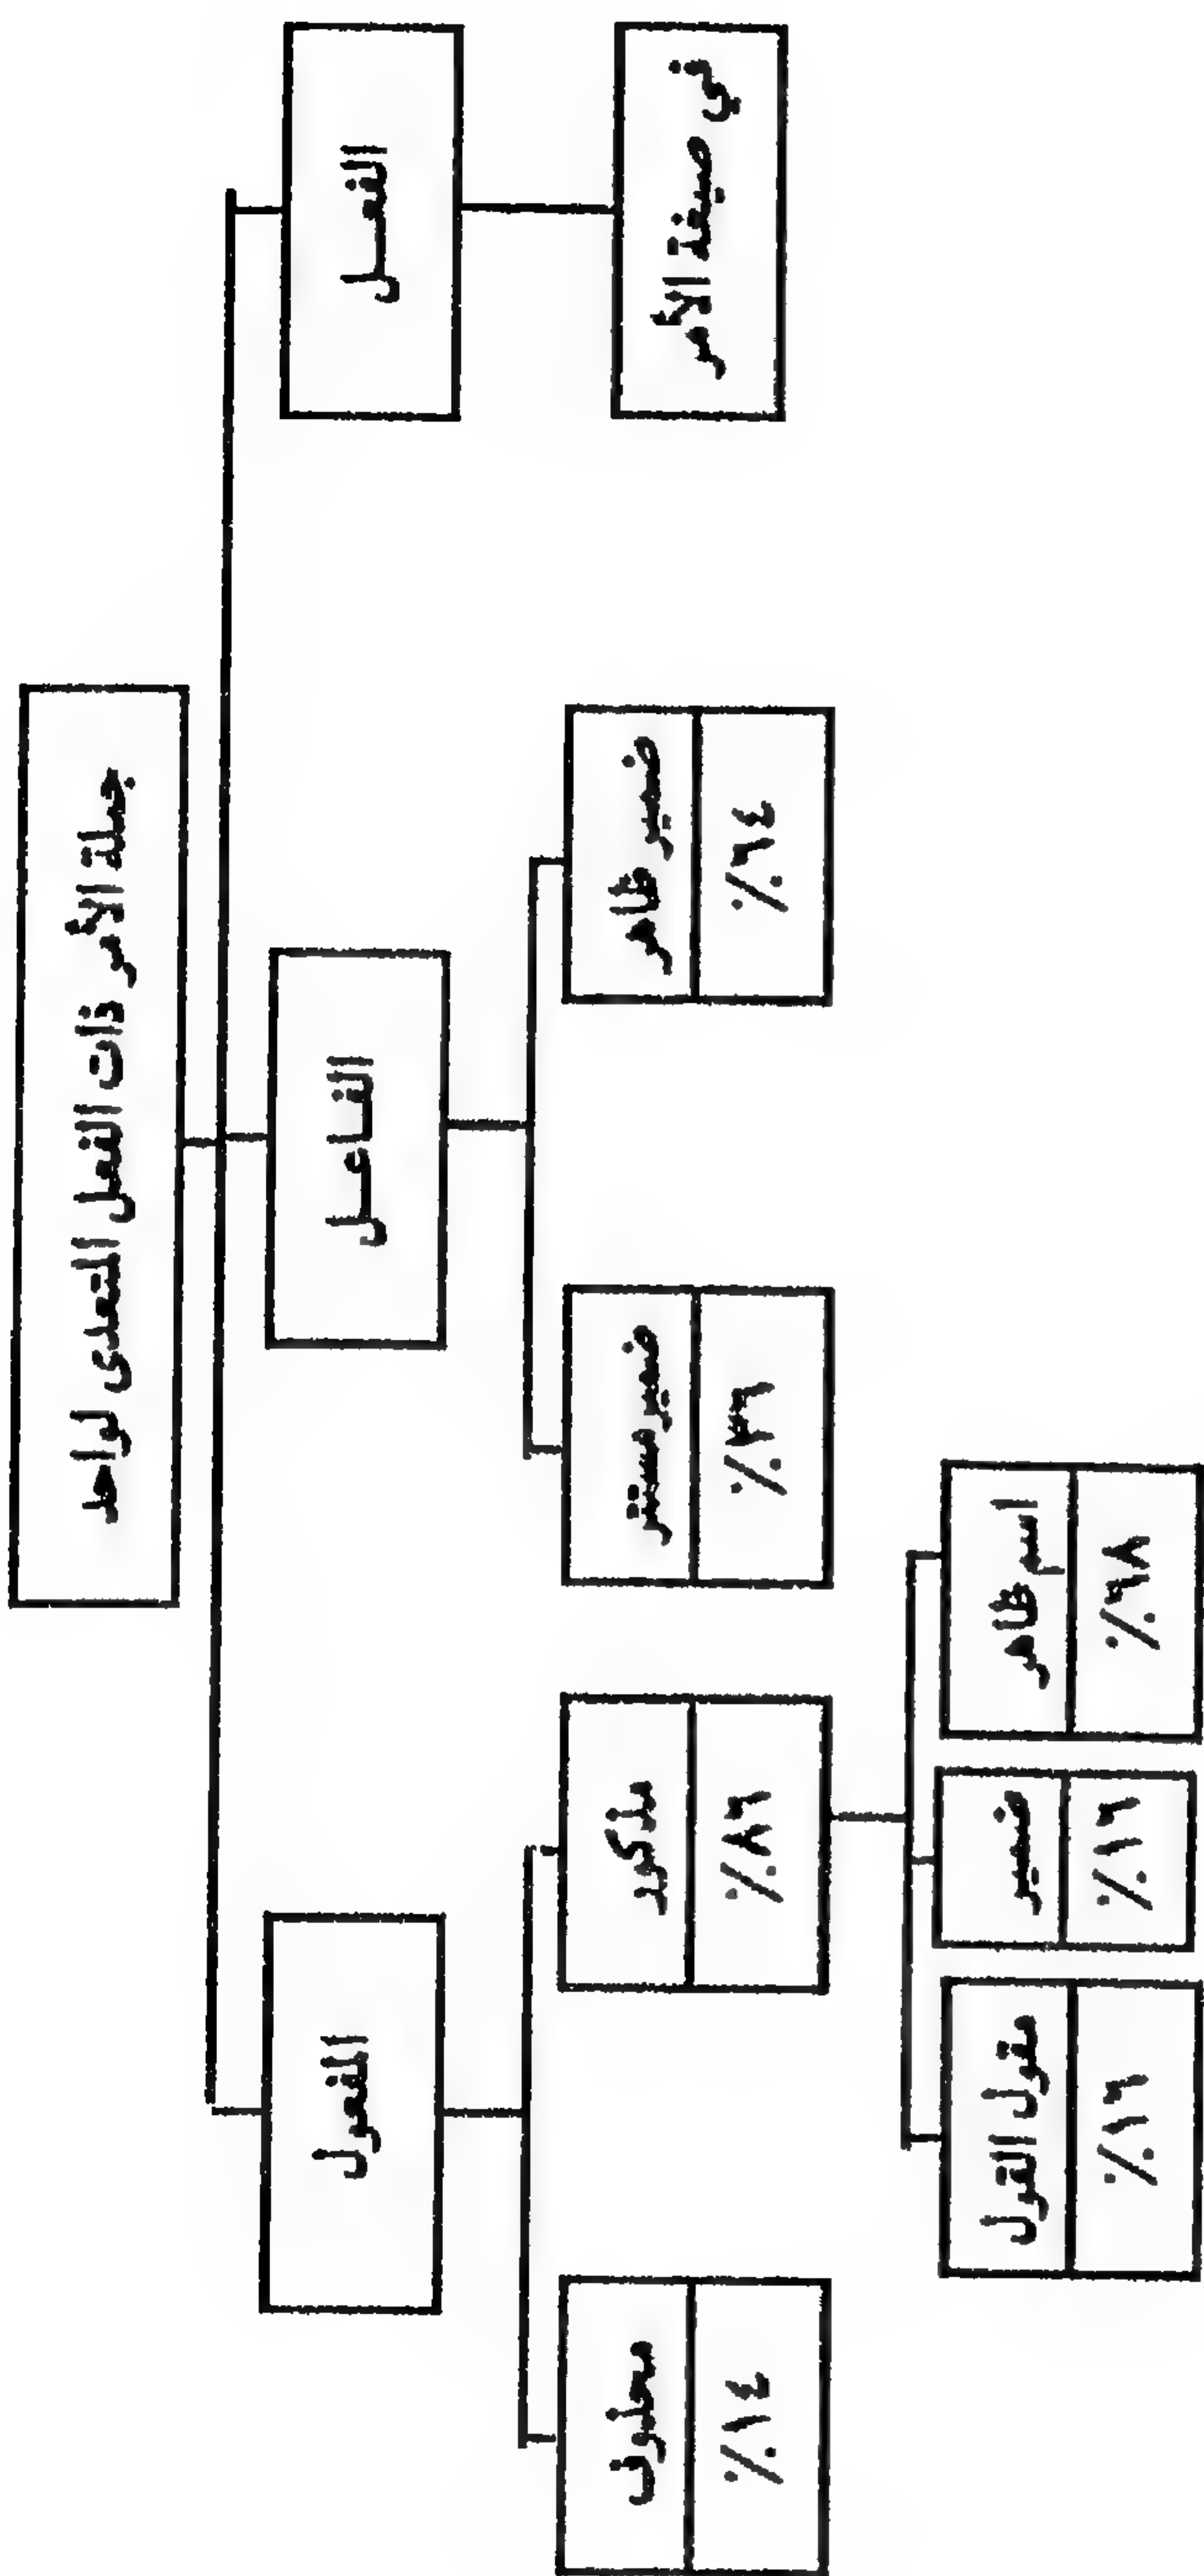 جملة الأمر ذات الفعل المتعدى لواحد
الفعل
الفاعل
المفعول
في صيغة الأمر
ضمير ظاهر
٪٦٤
ضمير مستتر
٪٣٦
مذكور
٪٨٦
محذوف
٪١٤
اسم ظاهر
٪٦٨
ضمير
٪١٦
مقول القول
٪١٦